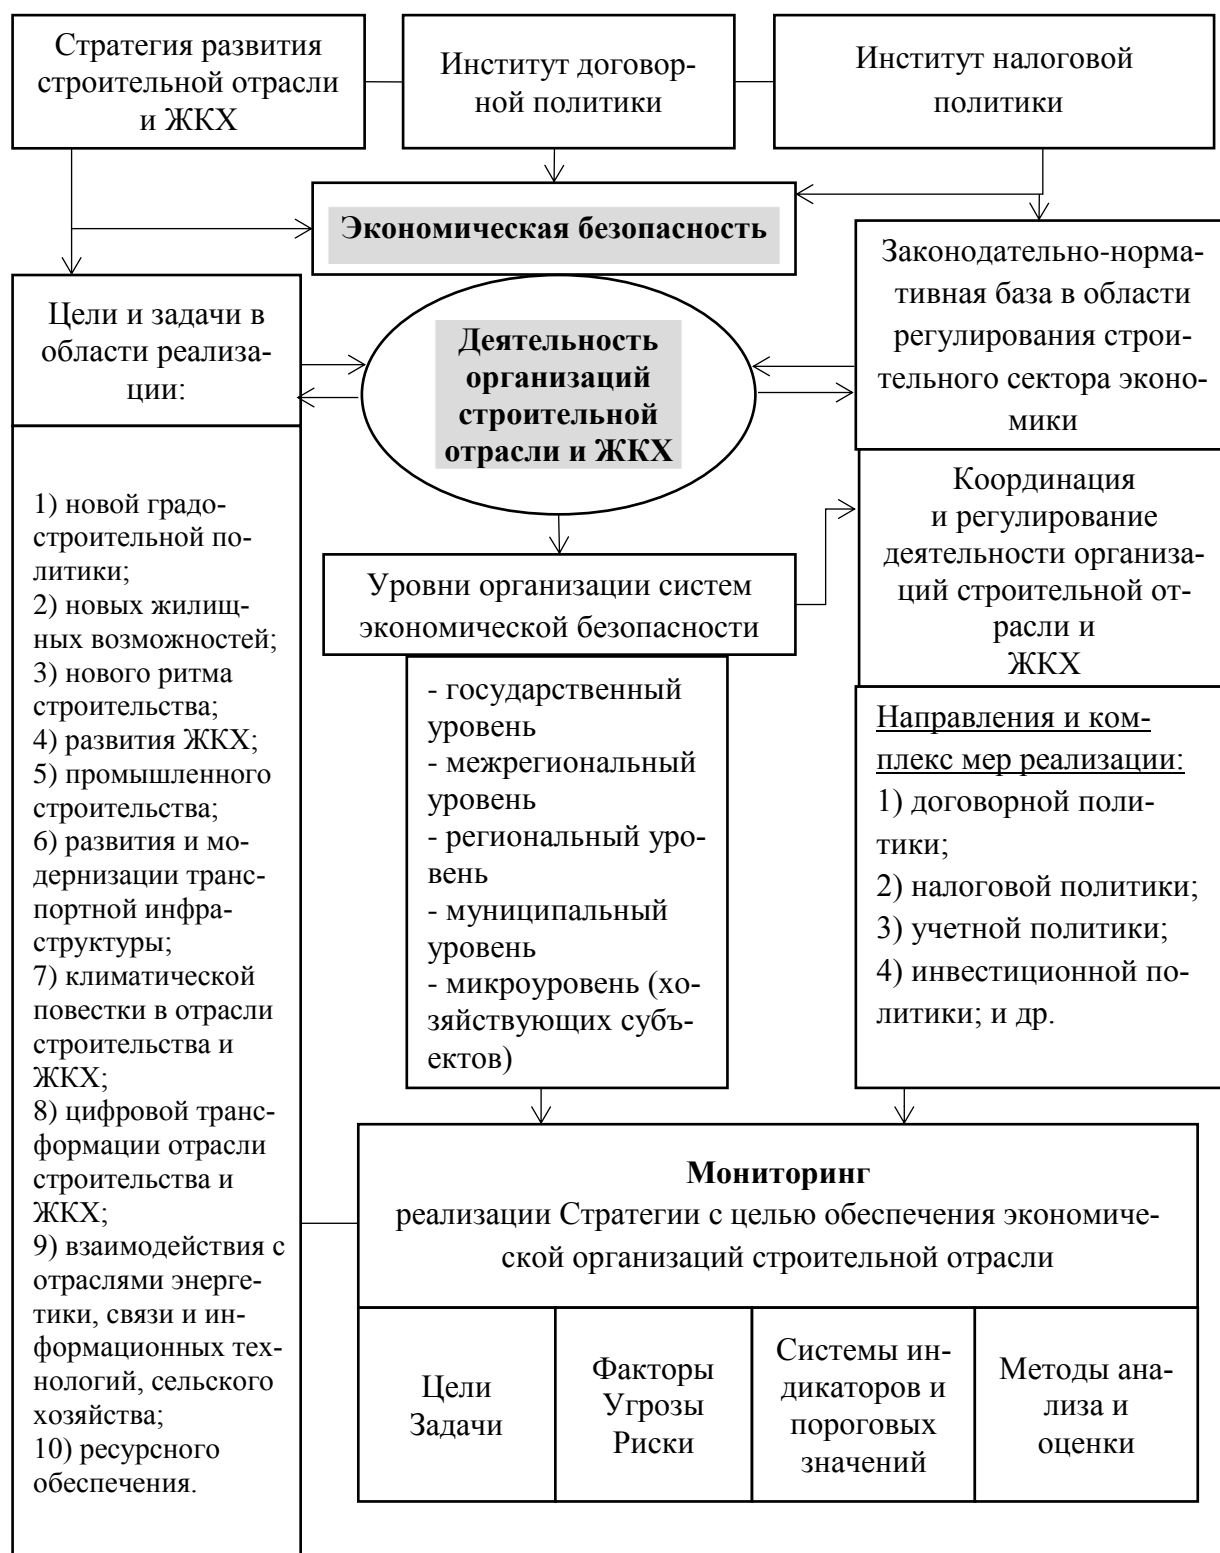 Стратегия развития
строительной отрасли
и ЖКХ
Институт договор-
ной политики
Институт налоговой
политики
Экономическая безопасность
Цели и задачи в
области реализа-
ции:
Деятельность
организаций
строительной
отрасли и ЖКХ
Законодательно-норма-
тивная база в области
регулирования строи-
тельного сектора эконо-
мики
1) новой градо-
строительной по-
литики;
2) новых жилищ-
ных возможностей;
3) нового ритма
строительства;
4) развития ЖКХ;
5) промышленного
строительства;
6) развития и мо-
дернизации транс-
портной инфра-
структуры;
7) климатической
повестки в отрасли
строительства и
ЖКХ;
8) цифровой транс-
формации отрасли
строительства и
ЖКХ;
9) взаимодействия с
отраслями энерге-
тики, связи и ин-
формационных тех-
нологий, сельского
хозяйства;
10) ресурсного
обеспечения.
Уровни организации систем
экономической безопасности
- государственный
уровень
- межрегиональный
уровень
- региональный уро-
вень
- муниципальный
уровень
- микроуровень (хо-
зяйствующих субъ-
ектов)
Координация
и регулирование
деятельности организа-
ций строительной от-
расли и
ЖКХ
Направления и ком-
плекс мер реализации:
1) договорной поли-
тики;
2) налоговой политики;
3) учетной политики;
4) инвестиционной по-
литики; и др.
Мониторинг
реализации Стратегии с целью обеспечения экономиче-
ской организаций строительной отрасли
Цели
Задачи
Факторы
Угрозы
Риски
Системы ин-
дикаторов и
пороговых
значений
Методы ана-
лиза и
оценки